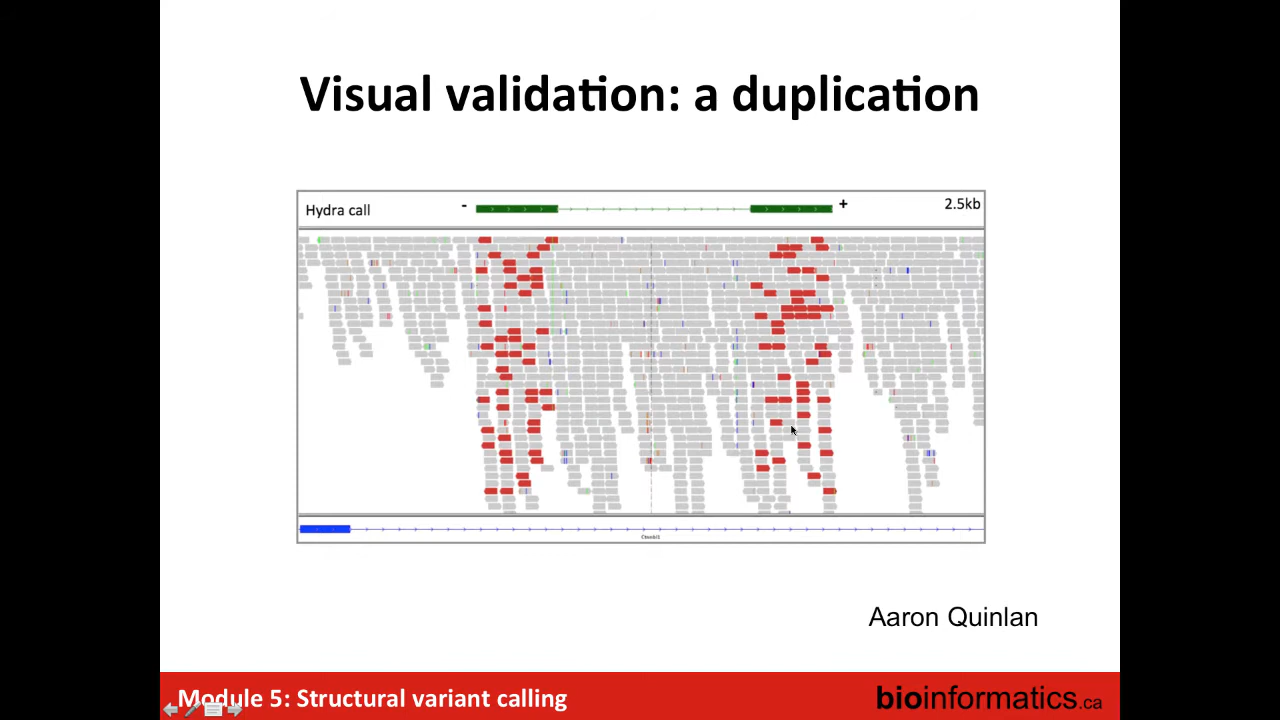 Visual validation: a duplication
Hydra call - + 2.5kb
Aaron Quinlan
Module 5: Structural variant calling
bioinformatics.ca